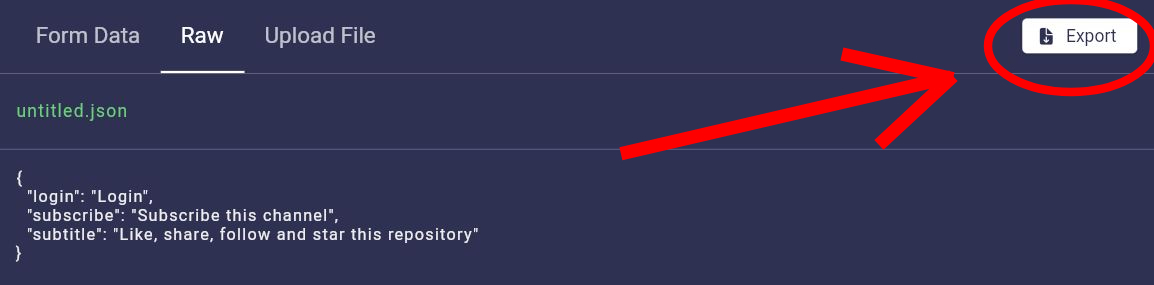 Form Data Raw Upload File Export
untitled.json
{
"login": "Login",
"subscribe": "Subscribe this channel",
"subtitle": "Like, share, follow and star this repository"
}